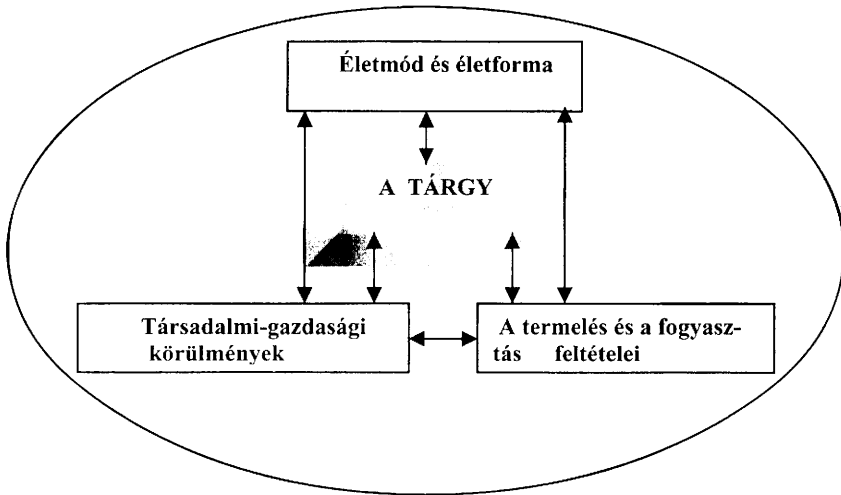 Életmód és életforma
A TÁRGY
Társadalmi-gazdasági
körülmények
A termelés és a fogyasz-
tás feltételei